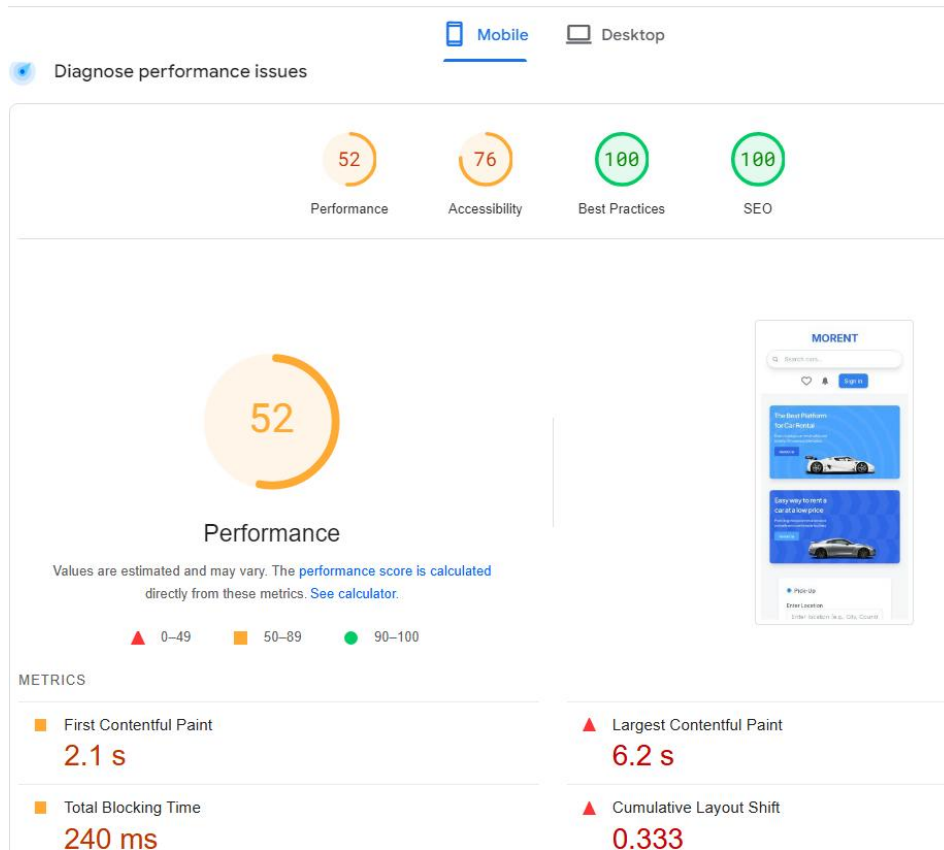 Mobile
Desktop
Diagnose performance issues
52
76
100
100
Performance
Accessibility
Best Practices
SEO
52
Performance
Values are estimated and may vary. The performance score is calculated
directly from these metrics. See calculator.
0–49
50–89
90–100
MORENT
Search cars...
Sign in
The Best Platform
for Car Rental
Easy way to rent a
car at a low price
Pick-Up
Enter Location
METRICS
First Contentful Paint
2.1 s
Largest Contentful Paint
6.2 s
Total Blocking Time
240 ms
Cumulative Layout Shift
0.333